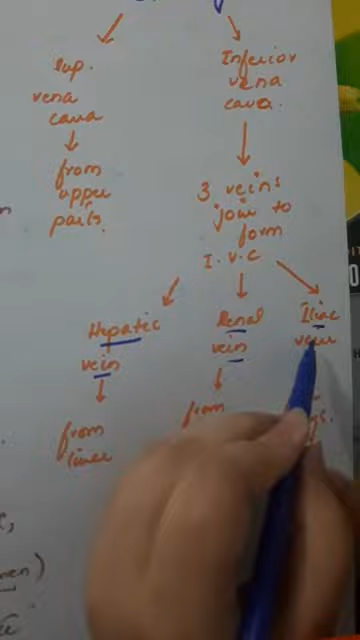 Sup.
vena
cava
from
upper
parts.
Inferior
vena
cava.
3 veins
join to
form
I.V.C
Hepatic
vein
from
liver
Renal
vein
from
Iliac
vein